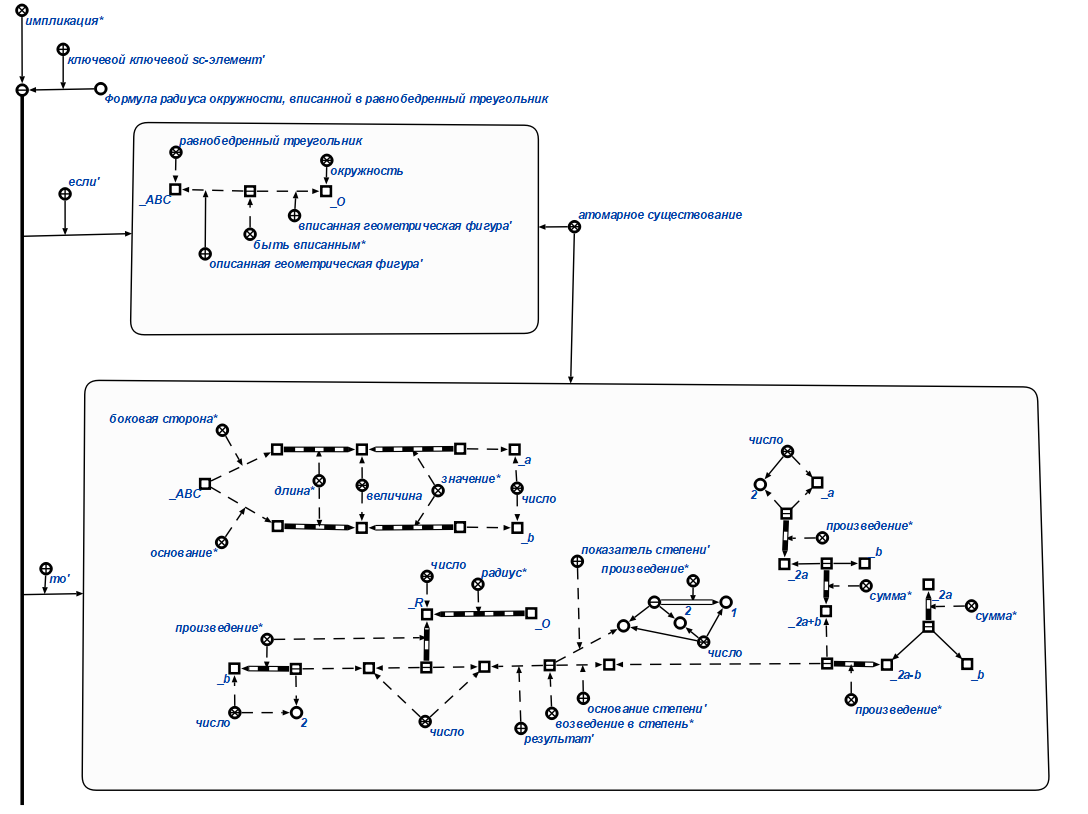 импликация*
ключевой ключевой sc-элемент'
Формула радиуса окружности, вписанной в равнобедренный треугольник
равнобедренный треугольник
окружность
если'
_ABC
_O
вписанная геометрическая фигура'
атомарное существование
быть вписанным*
описанная геометрическая фигура'
боковая сторона*
число
_a
_ABC
длина*
величина
значение*
число
2
_a
основание*
_b
произведение*
показатель степени'
_b
произведение*
число
радиус*
_2a
то'
_R
_O
2
1
сумма*
_2a
_2a+b
сумма*
произведение*
число
_b
_2a-b
_b
число
2
число
основание степени'
возведение в степень*
результат'
произведение*